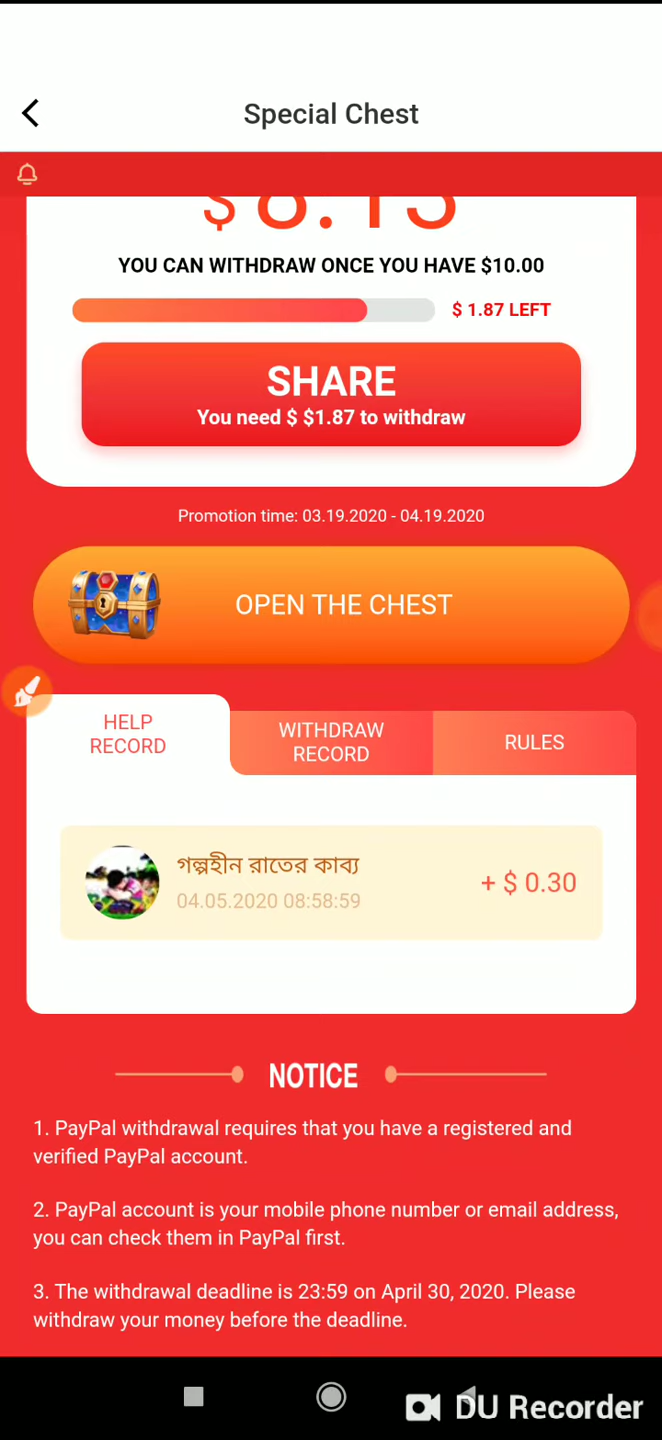 Special Chest
$ 8.13
YOU CAN WITHDRAW ONCE YOU HAVE $10.00
$ 1.87 LEFT
SHARE
You need $ $1.87 to withdraw
Promotion time: 03.19.2020 - 04.19.2020
OPEN THE CHEST
HELP
RECORD
WITHDRAW
RECORD
RULES
গল্পহীন রাতের কাব্য
04.05.2020 08:58:59
+ $ 0.30
NOTICE
1. PayPal withdrawal requires that you have a registered and
verified PayPal account.
2. PayPal account is your mobile phone number or email address,
you can check them in PayPal first.
3. The withdrawal deadline is 23:59 on April 30, 2020. Please
withdraw your money before the deadline.
DU Recorder